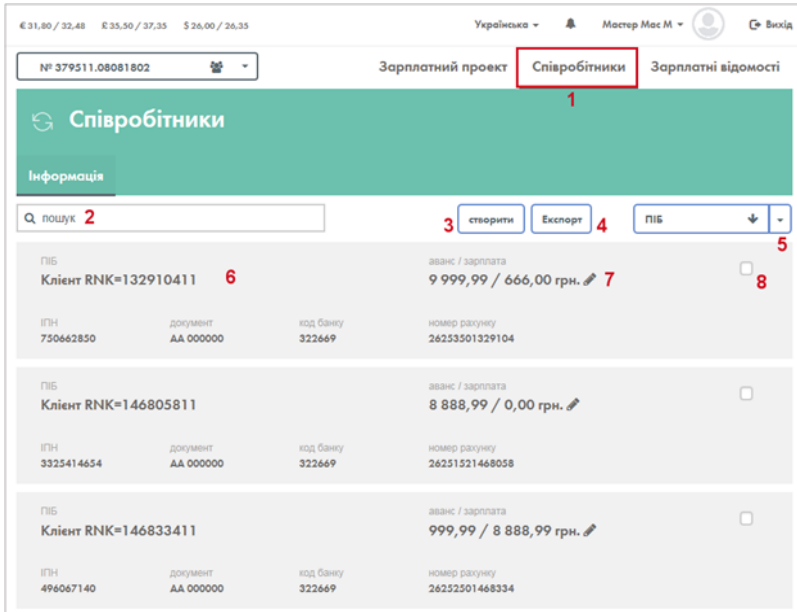 €31,80 / 32,48 £35,50 / 37,35 $26,00 / 26,35 Українська Мастер Мас М Вихід
№ 379511.08081802 Зарплатний проект Співробітники Зарплатні відомості
1
Співробітники
Інформація
пошук 2 3 створити Експорт 4 ПІБ 5
ПІБ аванс / зарплата
Клієнт RNK=132910411 6 9 999,99 / 666,00 грн. 7 8
ІПН документ код банку номер рахунку
750662850 АА 000000 322669 26253501329104
ПІБ аванс / зарплата
Клієнт RNK=146805811 8 888,99 / 0,00 грн.
ІПН документ код банку номер рахунку
3325414654 АА 000000 322669 26251521468058
ПІБ аванс / зарплата
Клієнт RNK=146833411 999,99 / 8 888,99 грн.
ІПН документ код банку номер рахунку
496067140 АА 000000 322669 26252501468334